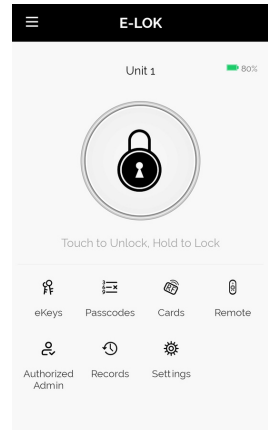 E-LOK
Unit 1
80%
Touch to Unlock, Hold to Lock
eKeys
Passcodes
Cards
Remote
Authorized
Admin
Records
Settings